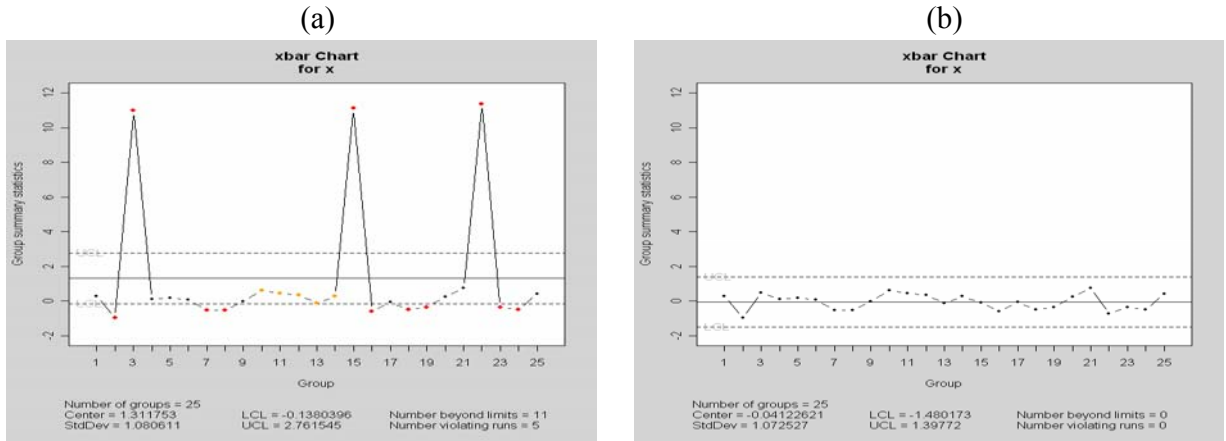 (a)
xbar Chart
for x
Group summary statistics
12
10
8
6
4
2
0
-2
UCL
LCL
1 3 5 7 9 11 13 15 17 19 21 23 25
Group
Number of groups = 25
Center = 1.311753 LCL = -0.1380396 Number beyond limits = 11
StdDev = 1.080611 UCL = 2.761545 Number violating runs = 5
(b)
xbar Chart
for x
Group summary statistics
12
10
8
6
4
2
0
-2
UCL
LCL
1 3 5 7 9 11 13 15 17 19 21 23 25
Group
Number of groups = 25
Center = -0.04122621 LCL = -1.480173 Number beyond limits = 0
StdDev = 1.072527 UCL = 1.39772 Number violating runs = 0